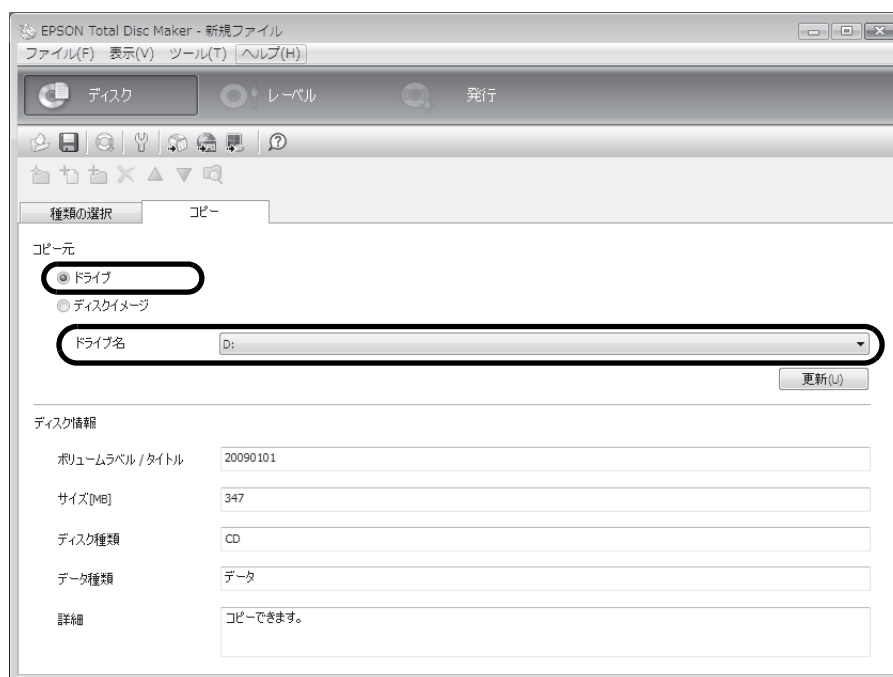 EPSON Total Disc Maker - 新規ファイル
ファイル(F) 表示(V) ツール(T) ヘルプ(H)
ディスク レーベル 発行
種類の選択 コピー
コピー元
ドライブ
ディスクイメージ
ドライブ名 D:
更新(U)
ディスク情報
ボリュームラベル / タイトル 20090101
サイズ[MB] 347
ディスク種類 CD
データ種類 データ
詳細 コピーできます。